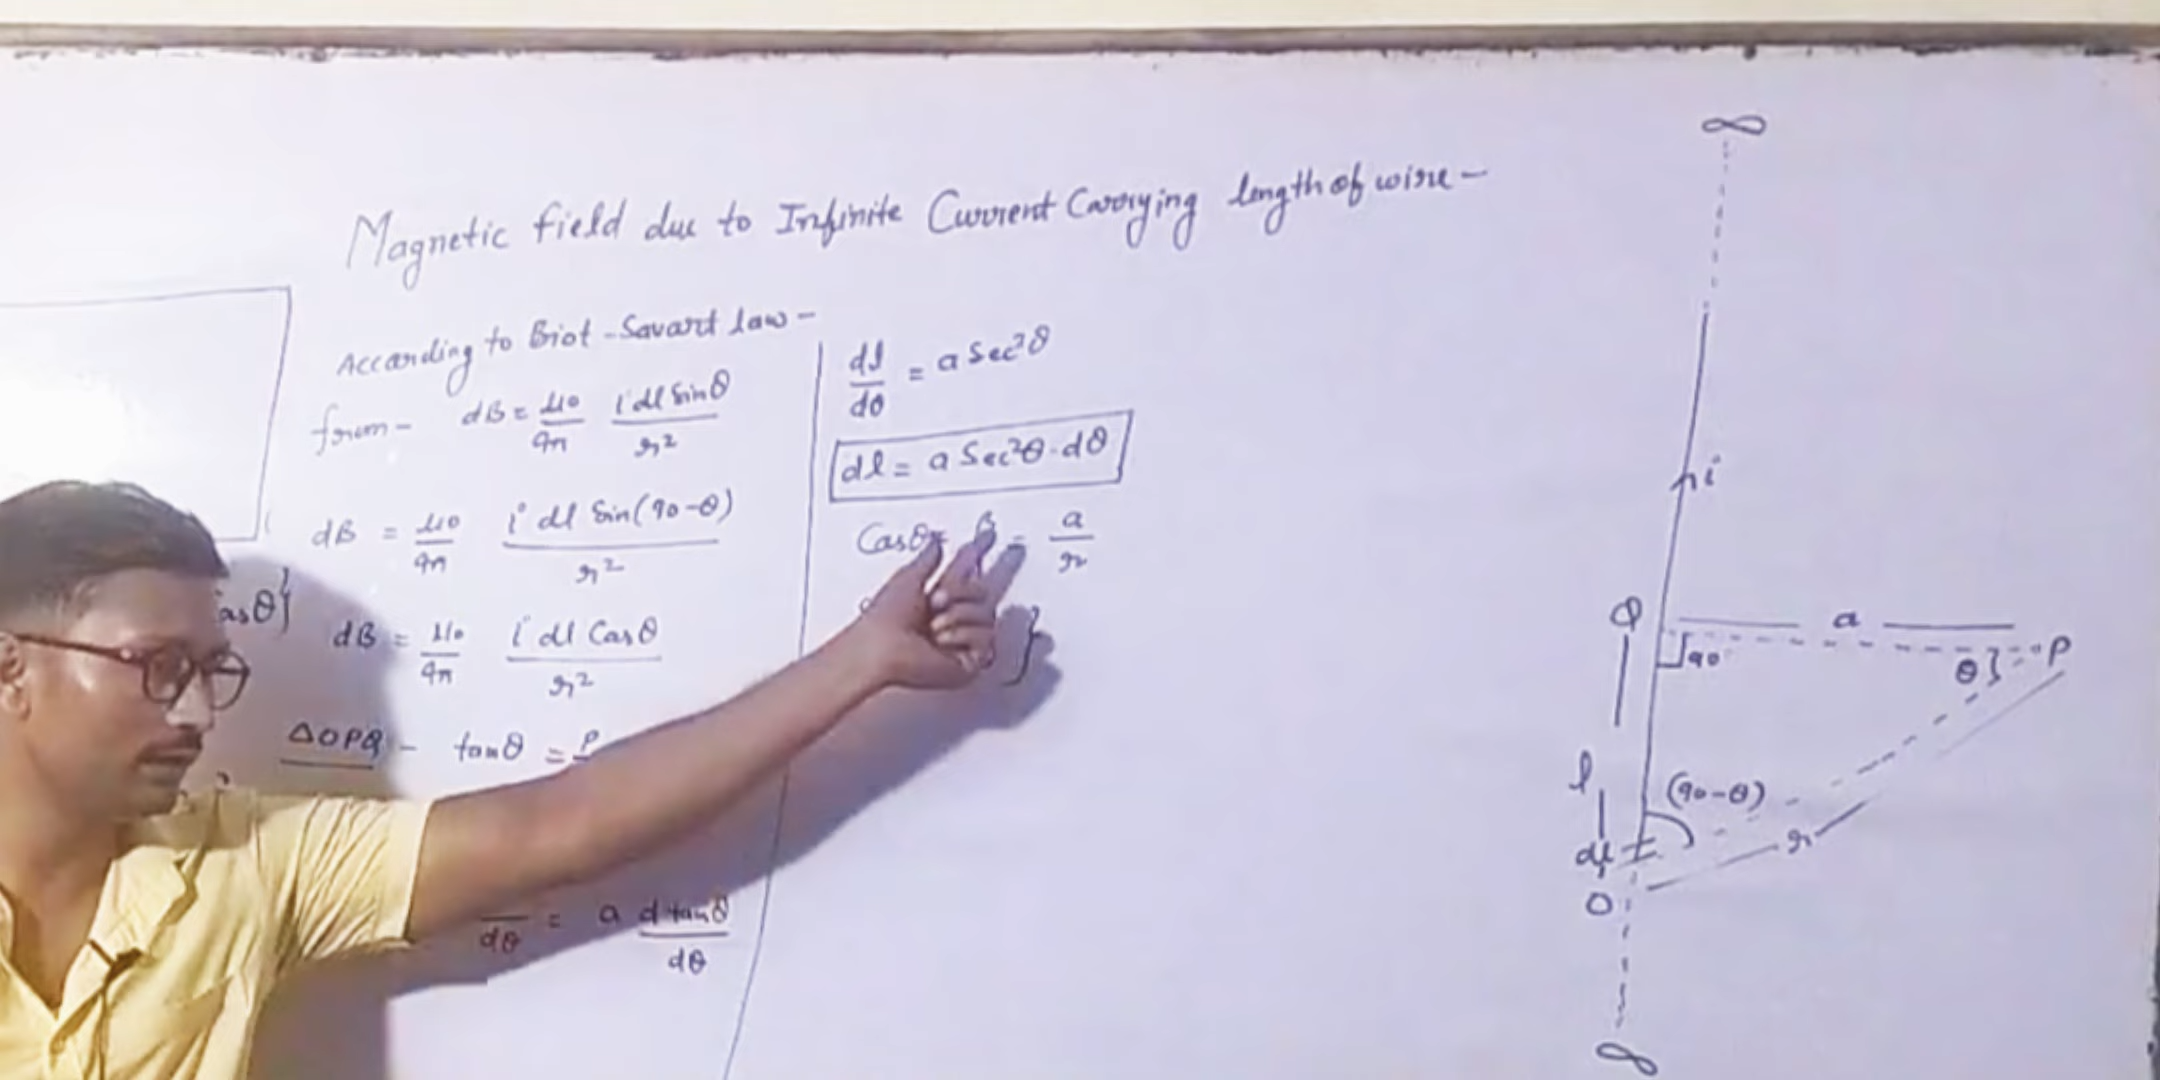 Magnetic field due to Infinite Current Carrying length of wire -
According to Biot - Savart law -
from - dB = μ0/4π i dl Sinθ/r²
dB = μ0/4π i dl Sin(90-θ)/r²
osθ}
dB = μ0/4π i dl Cosθ/r²
ΔOPQ - tanθ = P
dθ = a d tanθ/dθ
dl/dθ = a Sec²θ
dl = a Sec²θ·dθ
Cosθ = B = a/r
}
∞
i
Q
a
P
90
θ
l
(90-θ)
dl
r
O
∞